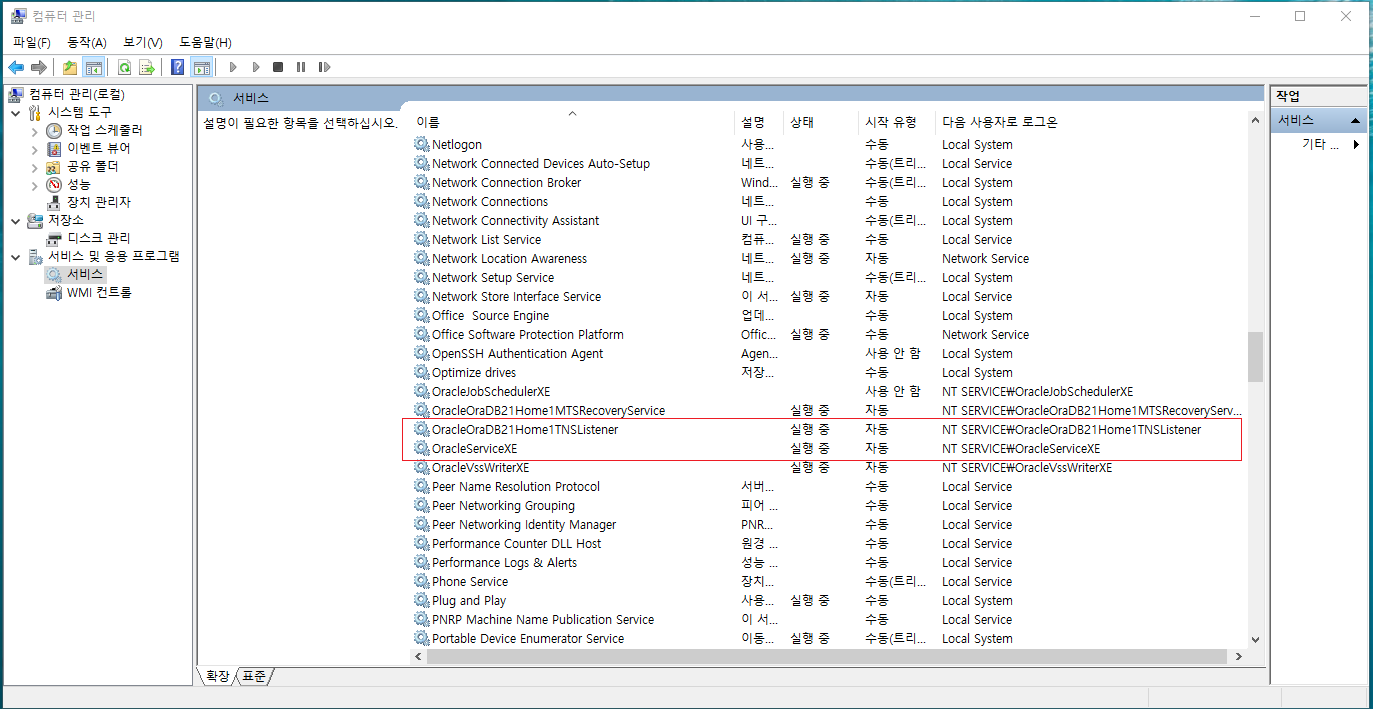 컴퓨터 관리
파일(F) 동작(A) 보기(V) 도움말(H)
컴퓨터 관리(로컬)
시스템 도구
작업 스케줄러
이벤트 뷰어
공유 폴더
성능
장치 관리자
저장소
디스크 관리
서비스 및 응용 프로그램
서비스
WMI 컨트롤
서비스
설명이 필요한 항목을 선택하십시오.
이름 설명 상태 시작 유형 다음 사용자로 로그온
Netlogon 사용... 수동 Local System
Network Connected Devices Auto-Setup 네트... 수동(트리... Local Service
Network Connection Broker Wind... 실행 중 수동(트리... Local System
Network Connections 네트... 수동 Local System
Network Connectivity Assistant UI 구... 수동(트리... Local System
Network List Service 컴퓨... 실행 중 수동 Local Service
Network Location Awareness 네트... 실행 중 자동 Network Service
Network Setup Service 네트... 수동(트리... Local System
Network Store Interface Service 이 서... 실행 중 자동 Local Service
Office  Source Engine 업데... 수동 Local System
Office Software Protection Platform Offic... 실행 중 수동 Network Service
OpenSSH Authentication Agent Agen... 사용 안 함 Local System
Optimize drives 저장... 수동 Local System
OracleJobSchedulerXE 사용 안 함 NT SERVICE₩OracleJobSchedulerXE
OracleOraDB21Home1MTSRecoveryService 실행 중 자동 NT SERVICE₩OracleOraDB21Home1MTSRecoveryServ...
OracleOraDB21Home1TNSListener 실행 중 자동 NT SERVICE₩OracleOraDB21Home1TNSListener
OracleServiceXE 실행 중 자동 NT SERVICE₩OracleServiceXE
OracleVssWriterXE 실행 중 자동 NT SERVICE₩OracleVssWriterXE
Peer Name Resolution Protocol 서버... 수동 Local Service
Peer Networking Grouping 피어 ... 수동 Local Service
Peer Networking Identity Manager PNR... 수동 Local Service
Performance Counter DLL Host 원경 ... 수동 Local Service
Performance Logs & Alerts 성능 ... 수동 Local Service
Phone Service 장치... 수동(트리... Local Service
Plug and Play 사용... 실행 중 수동 Local System
PNRP Machine Name Publication Service 이 서... 수동 Local Service
Portable Device Enumerator Service 이동... 실행 중 수동(트리... Local System
확장 표준
작업
서비스
기타 ...